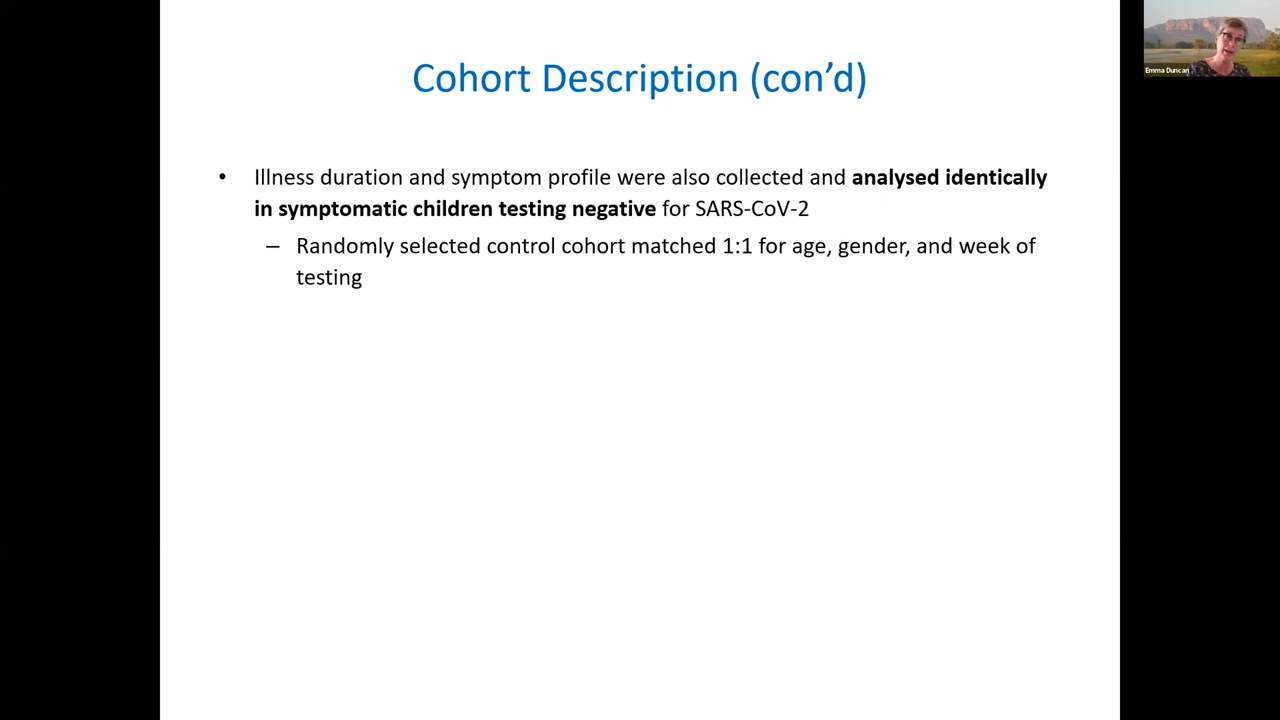 Cohort Description (con’d)
• Illness duration and symptom profile were also collected and analysed identically
in symptomatic children testing negative for SARS-CoV-2
– Randomly selected control cohort matched 1:1 for age, gender, and week of
testing
Emma Duncan